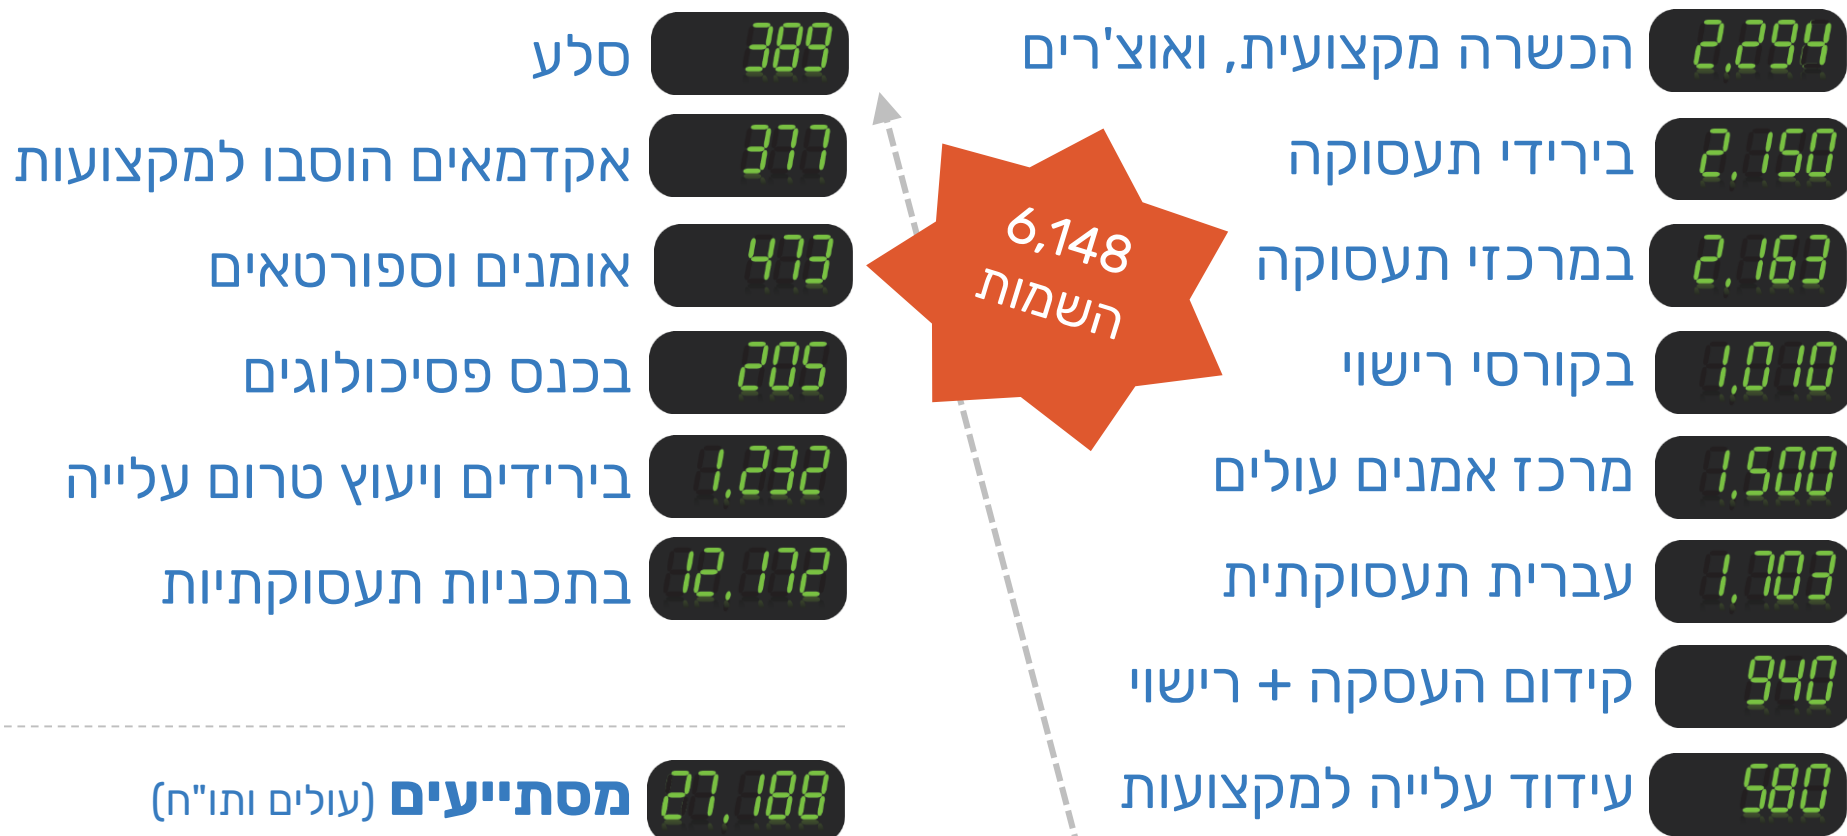 2,294 הכשרה מקצועית, ואוצ'רים
2,150 בירידי תעסוקה
2,163 במרכזי תעסוקה
1,010 בקורסי רישוי
1,500 מרכז אמנים עולים
1,703 עברית תעסוקתית
940 קידום העסקה + רישוי
580 עידוד עלייה למקצועות
6,148
השמות
389 סלע
377 אקדמאים הוסבו למקצועות
473 אומנים וספורטאים
205 בכנס פסיכולוגים
1,232 בירידים ויעוץ טרום עלייה
12,172 בתכניות תעסוקתיות
27,188 מסתייעים (עולים ותו"ח)